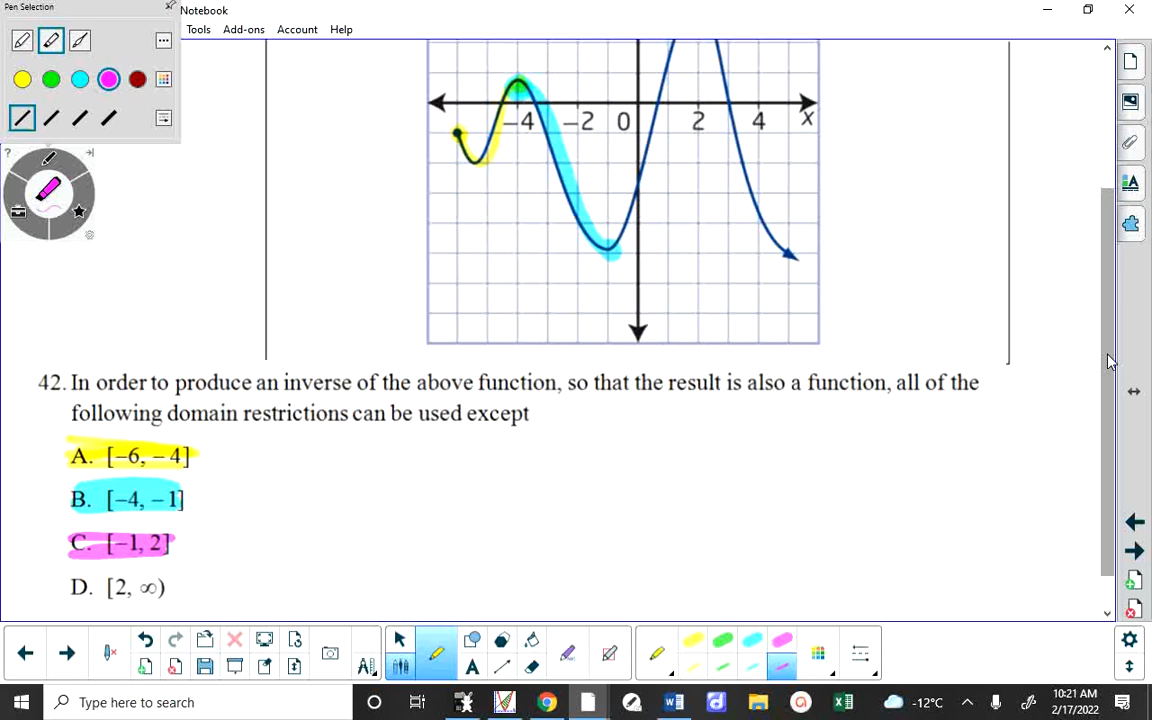 Pen Selection
Notebook
Tools Add-ons Account Help
?
−4 −2 0 2 4 x
42. In order to produce an inverse of the above function, so that the result is also a function, all of the
following domain restrictions can be used except
A. [−6, −4]
B. [−4, −1]
C. [−1, 2]
D. [2, ∞)
Type here to search
-12°C
10:21 AM
2/17/2022